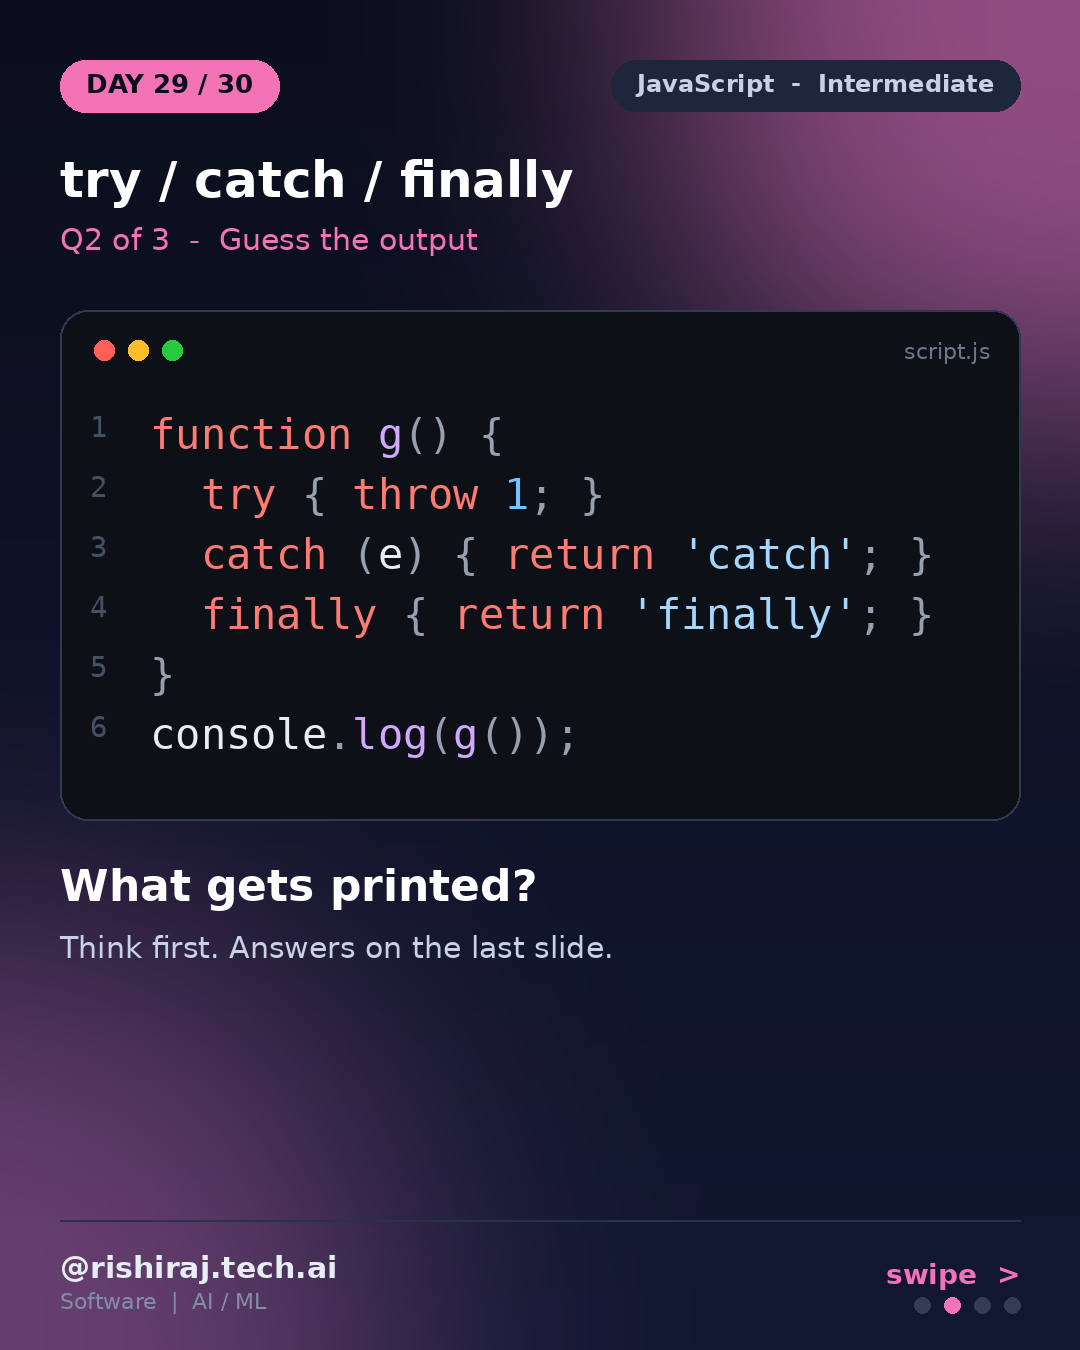 DAY 29 / 30
JavaScript - Intermediate
try / catch / finally
Q2 of 3 - Guess the output
script.js
1 function g() {
2   try { throw 1; }
3   catch (e) { return 'catch'; }
4   finally { return 'finally'; }
5 }
6 console.log(g());
What gets printed?
Think first. Answers on the last slide.
@rishiraj.tech.ai
Software | AI / ML
swipe >